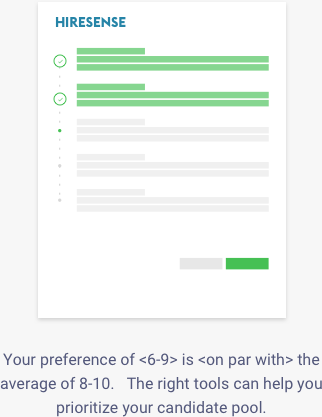 HIRESENSE
Your preference of <6-9> is <on par with> the
average of 8-10.   The right tools can help you
prioritize your candidate pool.